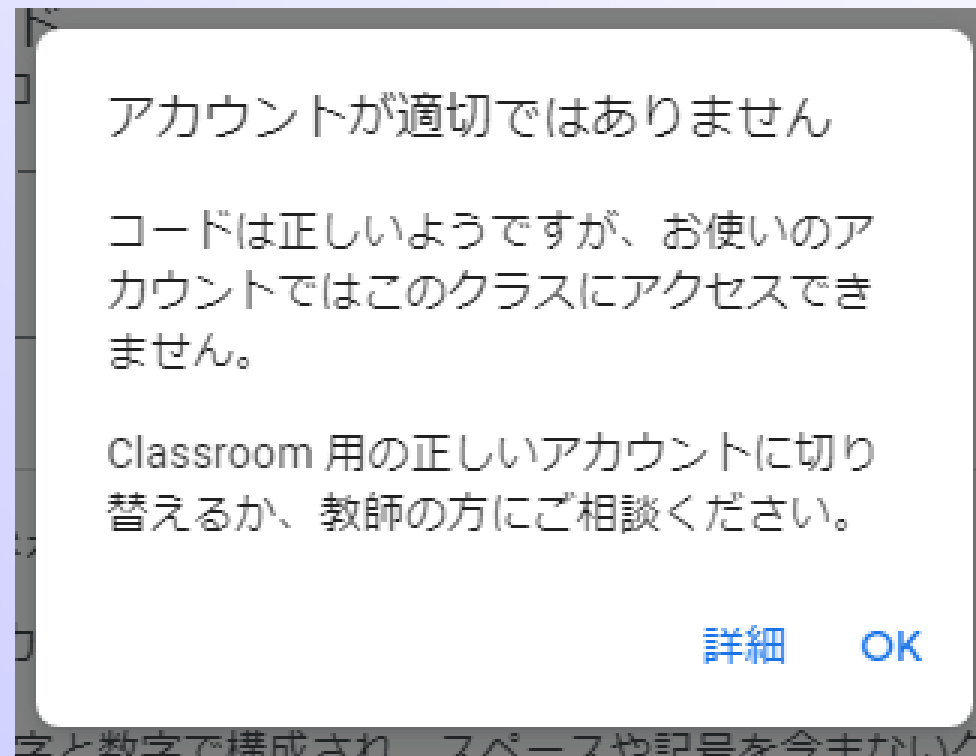 アカウントが適切ではありません
コードは正しいようですが、お使いのア
カウントではこのクラスにアクセスでき
ません。
Classroom 用の正しいアカウントに切り
替えるか、教師の方にご相談ください。
詳細 OK
字と数字で構成され、スペースや記号を含まない